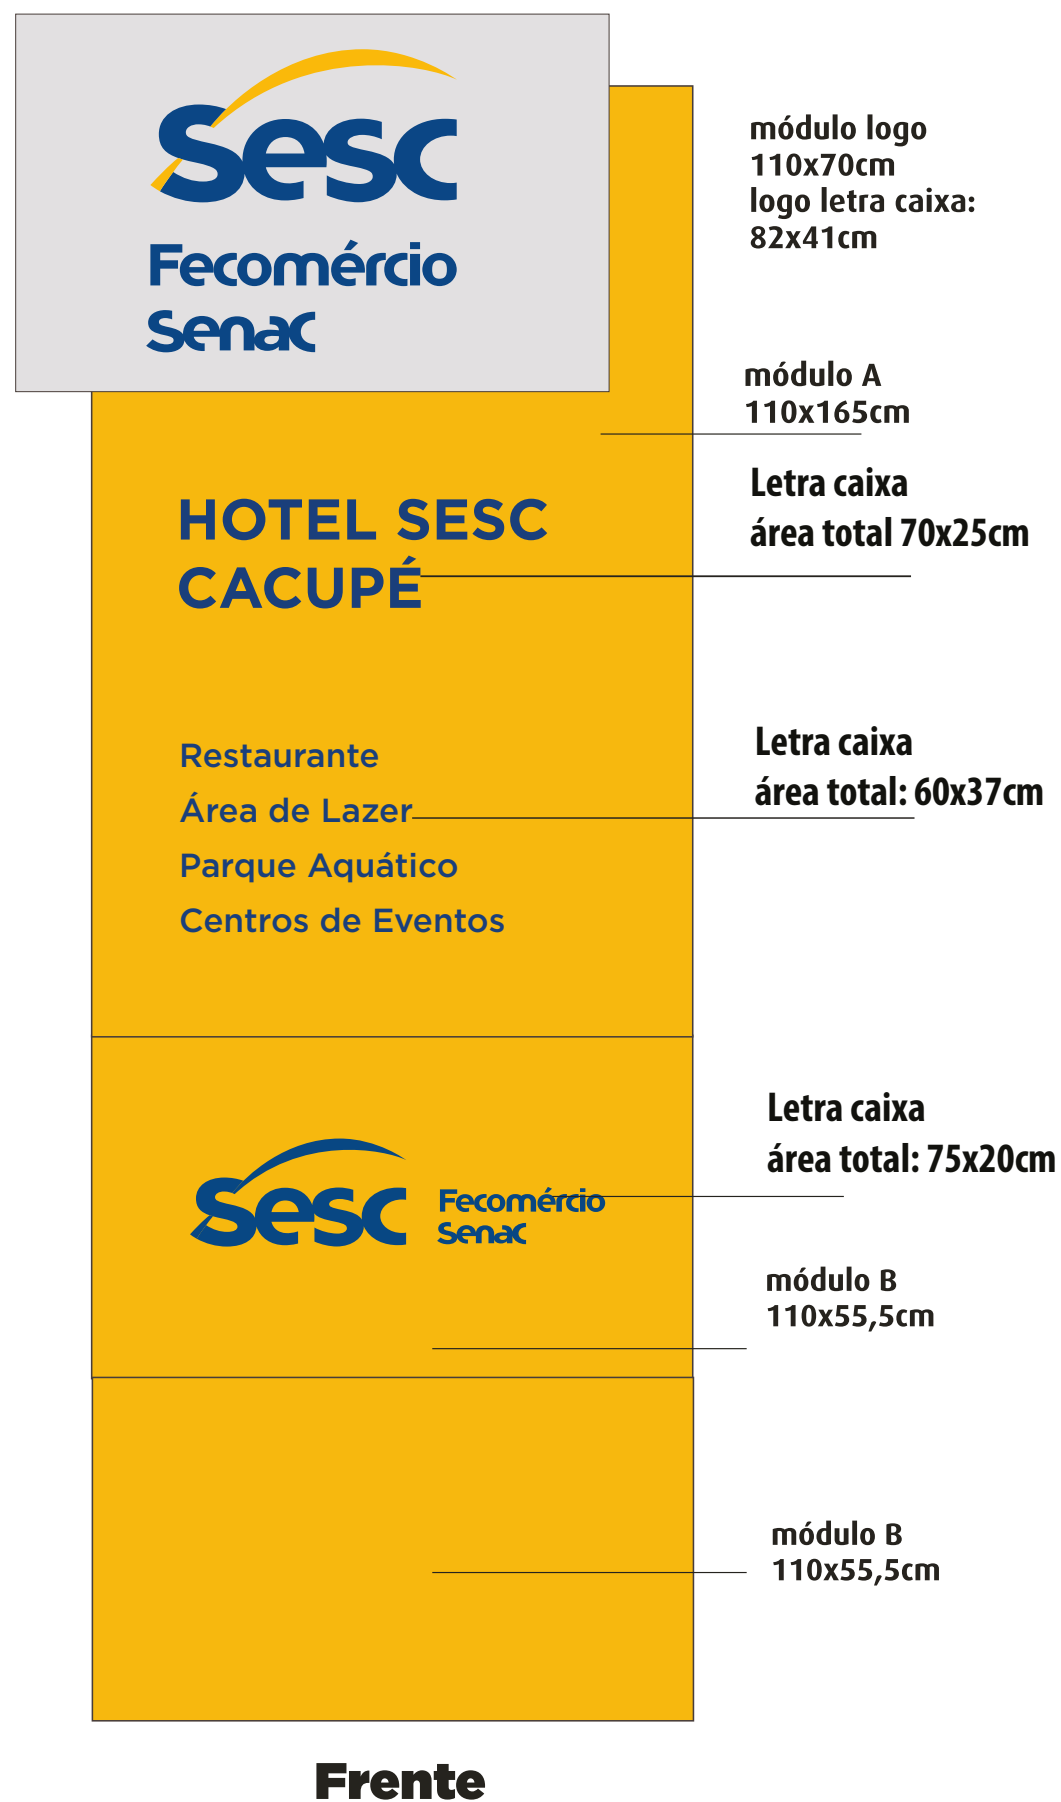 Sesc
Fecomércio
Senac
módulo logo
110x70cm
logo letra caixa:
82x41cm
módulo A
110x165cm
HOTEL SESC
CACUPÉ
Letra caixa
área total 70x25cm
Restaurante
Área de Lazer
Parque Aquático
Centros de Eventos
Letra caixa
área total: 60x37cm
Sesc
Fecomércio
Senac
Letra caixa
área total: 75x20cm
módulo B
110x55,5cm
módulo B
110x55,5cm
Frente